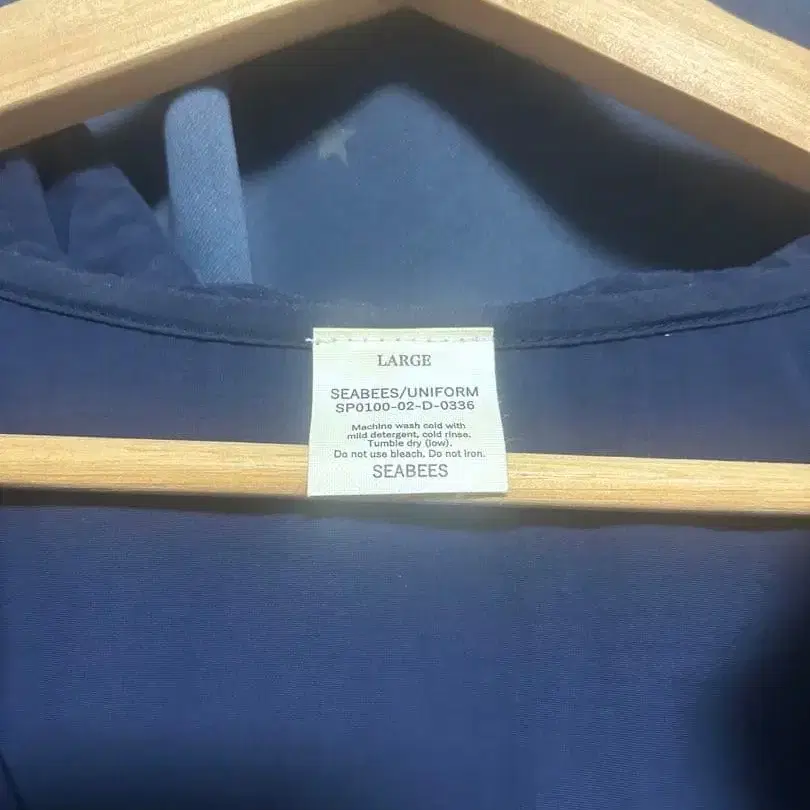 LARGE
SEABEES/UNIFORM
SP0100-02-D-0336
Machine wash cold with
mild detergent, cold rinse.
Tumble dry (low).
Do not use bleach. Do not iron.
SEABEES